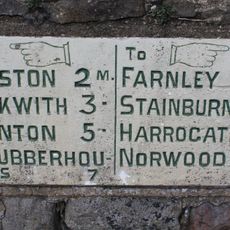 STON 2 M.
KWITH 3-
NTON 5-
UBBERHOU-
S 7
TO
FARNLEY
STAINBURN
HARROGAT
NORWOOD